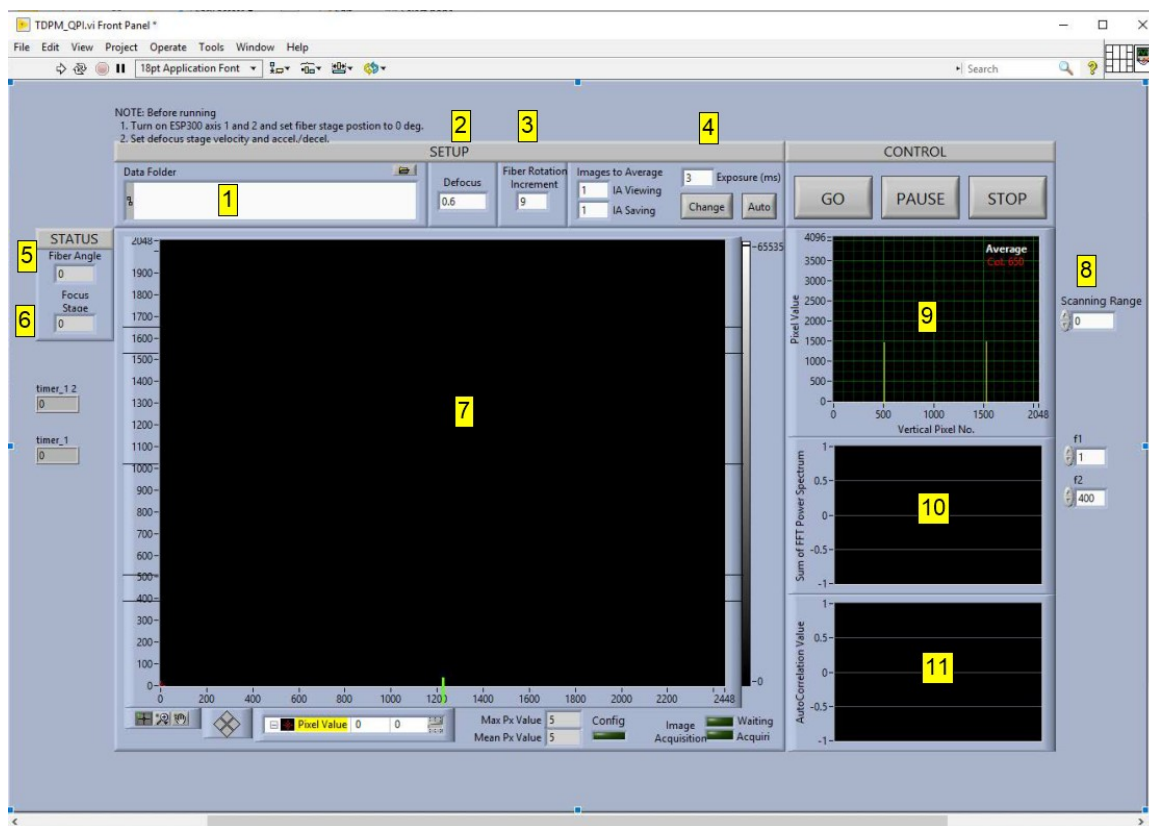 TDPM_QPI.vi Front Panel *
File Edit View Project Operate Tools Window Help
18pt Application Font
Search
NOTE: Before running
1. Turn on ESP300 axis 1 and 2 and set fiber stage postion to 0 deg.
2. Set defocus stage velocity and accel./decel.
2
3
4
SETUP
CONTROL
Data Folder
1
Defocus
0.6
Fiber Rotation
Increment
9
Images to Average
1 IA Viewing
1 IA Saving
3 Exposure (ms)
Change Auto
GO PAUSE STOP
STATUS
5
Fiber Angle
0
6
Focus
Stage
0
timer_1 2
0
timer_1
0
2048
1900
1800
1700
1600
1500
1400
1300
1200
1100
1000
900
800
700
600
500
400
300
200
100
0
7
0 200 400 600 800 1000 1200 1400 1600 1800 2000 2200 2448
65535
0
Pixel Value 0 0
Max Px Value 5
Mean Px Value 5
Config
Image
Acquisition
Waiting
Acquiri
Pixel Value
4096
3500
3000
2500
2000
1500
1000
500
0
Average
Cut. 650
9
0 500 1000 1500 2048
Vertical Pixel No.
Sum of FFT Power Spectrum
1
0.5
0
-0.5
-1
10
AutoCorrelation Value
1
0.5
0
-0.5
-1
11
8
Scanning Range
0
f1
1
f2
400